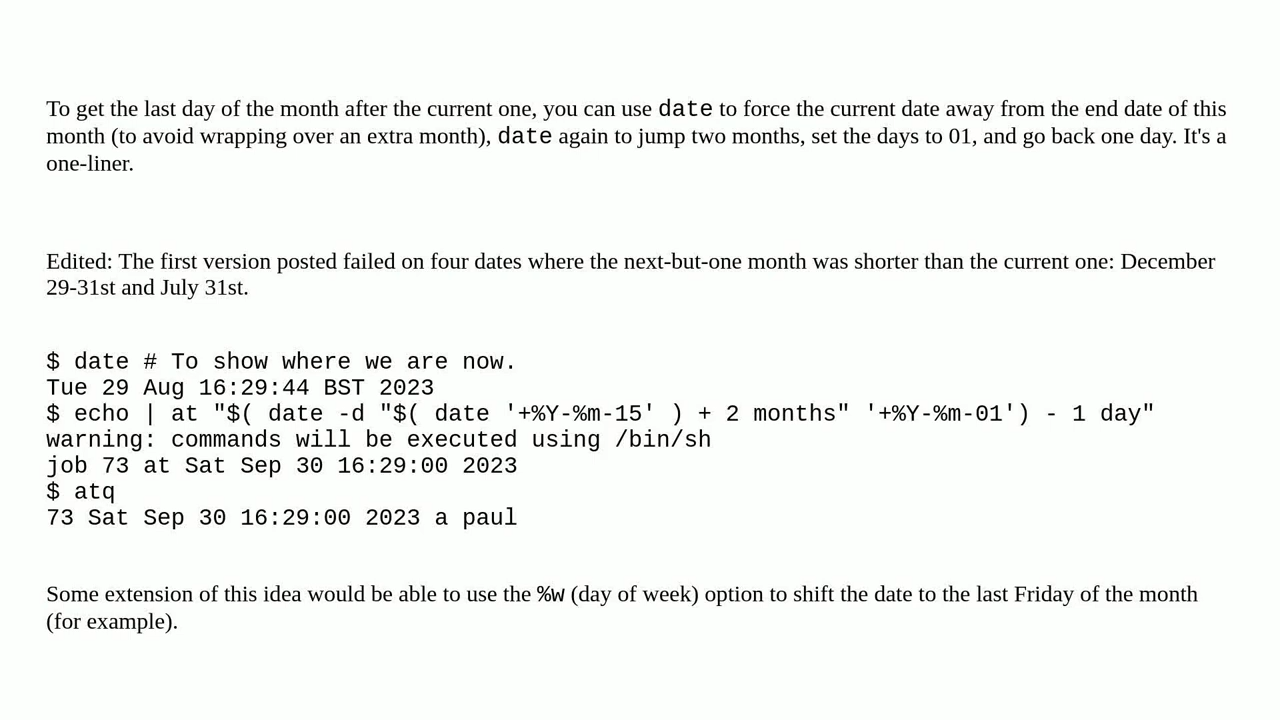 To get the last day of the month after the current one, you can use date to force the current date away from the end date of this
month (to avoid wrapping over an extra month), date again to jump two months, set the days to 01, and go back one day. It's a
one-liner.
Edited: The first version posted failed on four dates where the next-but-one month was shorter than the current one: December
29-31st and July 31st.
$ date # To show where we are now.
Tue 29 Aug 16:29:44 BST 2023
$ echo | at "$( date -d "$( date '+%Y-%m-15' ) + 2 months" '+%Y-%m-01') - 1 day"
warning: commands will be executed using /bin/sh
job 73 at Sat Sep 30 16:29:00 2023
$ atq
73 Sat Sep 30 16:29:00 2023 a paul
Some extension of this idea would be able to use the %w (day of week) option to shift the date to the last Friday of the month
(for example).